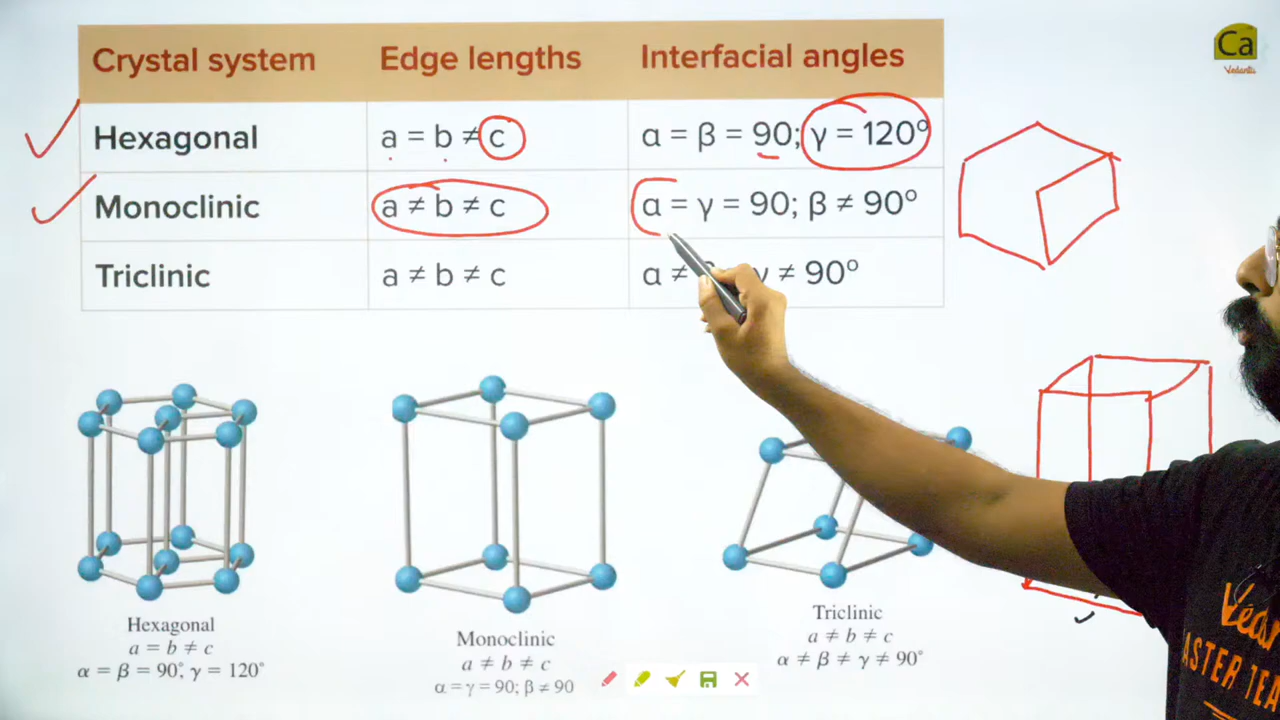 Ca
Vedantu
Crystal system Edge lengths Interfacial angles
Hexagonal a = b ≠ c α = β = 90; γ = 120°
Monoclinic a ≠ b ≠ c α = γ = 90; β ≠ 90°
Triclinic a ≠ b ≠ c α ≠ γ ≠ 90°
Hexagonal
a = b ≠ c
α = β = 90°, γ = 120°
Monoclinic
a ≠ b ≠ c
α = γ = 90; β ≠ 90
Triclinic
a ≠ b ≠ c
α ≠ β ≠ γ ≠ 90°